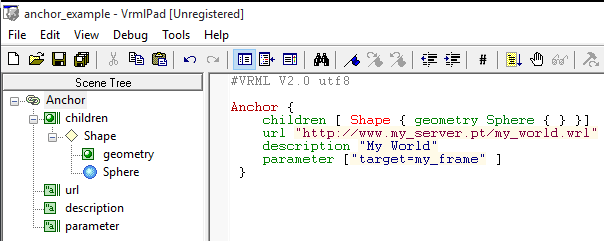 anchor_example - VrmlPad [Unregistered]
File Edit View Debug Tools Help
Scene Tree
Anchor
children
Shape
geometry
Sphere
url
description
parameter
#VRML V2.0 utf8
Anchor {
children [ Shape { geometry Sphere { } }]
url "http://www.my_server.pt/my_world.wrl"
description "My World"
parameter ["target=my_frame" ]
}